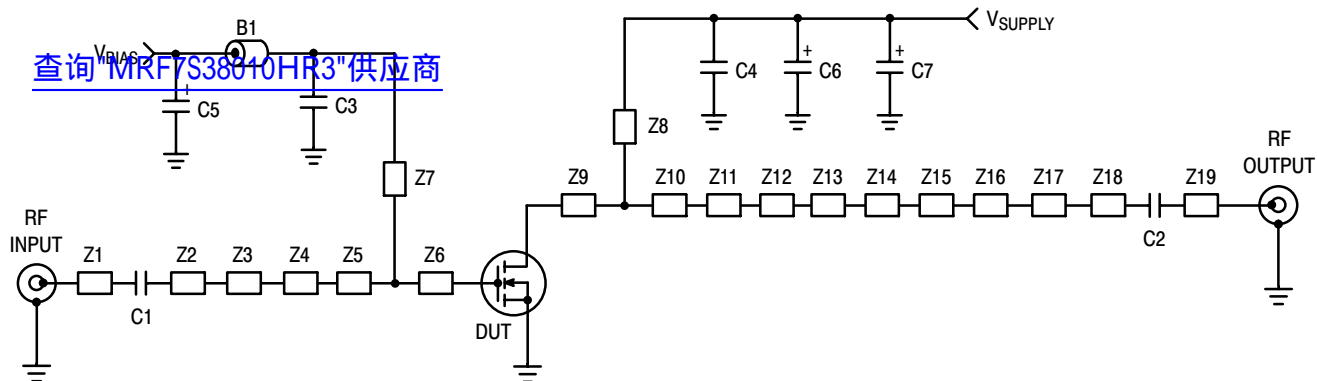 B1
VBIAS
VSUPPLY
查询"MRF7S38010HR3"供应商
+
C5
C3
C4
+
C6
+
C7
Z8
Z7
RF
OUTPUT
Z9
Z10
Z11
Z12
Z13
Z14
Z15
Z16
Z17
Z18
Z19
C2
RF
INPUT
Z1
Z2
Z3
Z4
Z5
Z6
C1
DUT